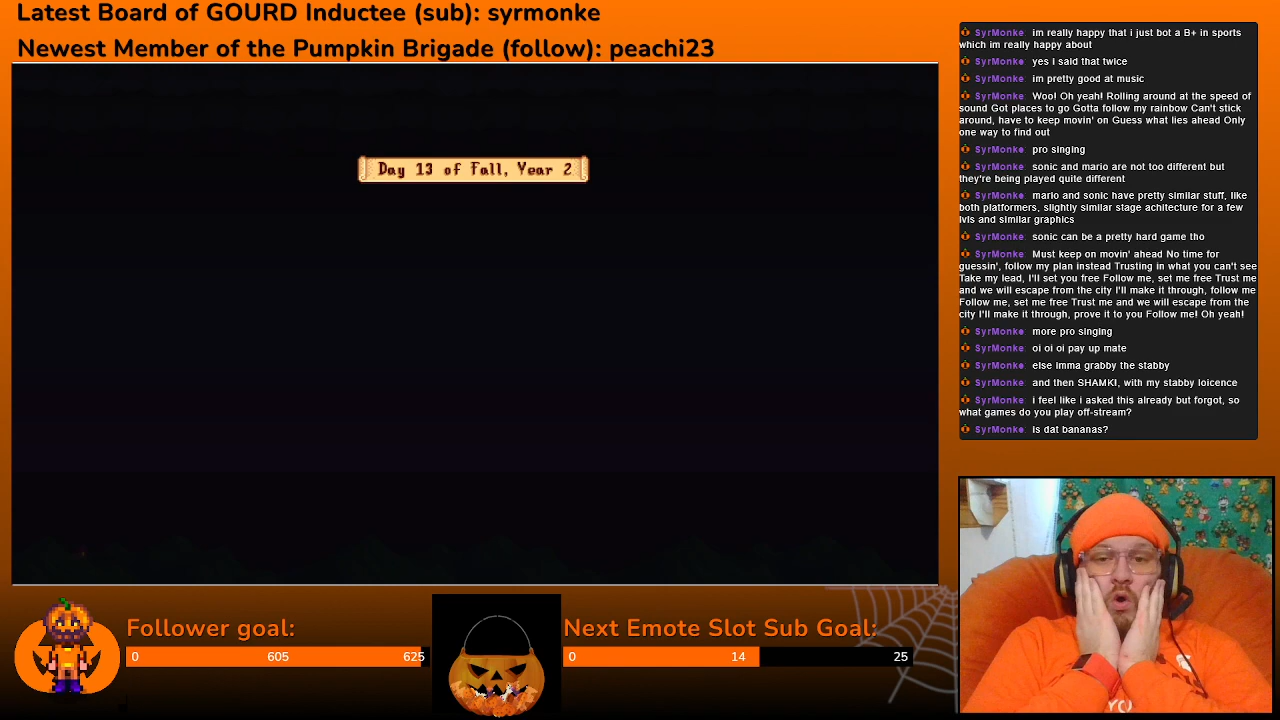 Latest Board of GOURD Inductee (sub): syrmonke
Newest Member of the Pumpkin Brigade (follow): peachi23
Day 13 of Fall, Year 2
SyrMonke im really happy that i just bot a B+ in sports
which im really happy about
SyrMonke yes I said that twice
SyrMonke im pretty good at music
SyrMonke Woo! Oh yeah! Rolling around at the speed of
sound Got places to go Gotta follow my rainbow Can't stick
around, have to keep movin' on Guess what lies ahead Only
one way to find out
SyrMonke pro singing
SyrMonke sonic and mario are not too different but
they're being played quite different
SyrMonke mario and sonic have pretty similar stuff, like
both platformers, slightly similar stage achitecture for a few
lvls and similar graphics
SyrMonke sonic can be a pretty hard game tho
SyrMonke Must keep on movin' ahead No time for
guessin', follow my plan instead Trusting in what you can't see
Take my lead, I'll set you free Follow me, set me free Trust me
and we will escape from the city I'll make it through, follow me
Follow me, set me free Trust me and we will escape from the
city I'll make it through, prove it to you Follow me! Oh yeah!
SyrMonke more pro singing
SyrMonke oi oi oi pay up mate
SyrMonke else Imma grabby the stabby
SyrMonke and then SHAMK!, with my stabby loicence
SyrMonke i feel like i asked this already but forgot, so
what games do you play off-stream?
SyrMonke Is dat bananas?
Follower goal:
0 605 625
Next Emote Slot Sub Goal:
0 14 25